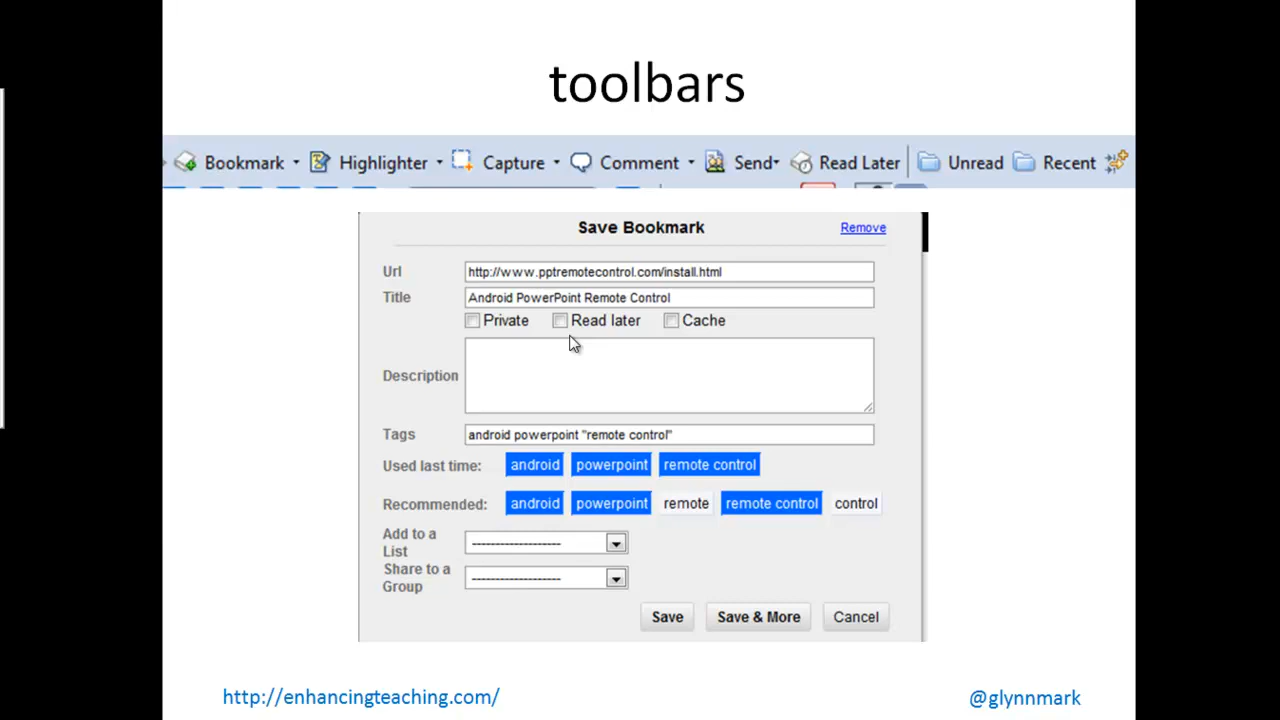 toolbars
Bookmark Highlighter Capture Comment Send Read Later Unread Recent
Save Bookmark Remove
Url http://www.pptremotecontrol.com/install.html
Title Android PowerPoint Remote Control
Private Read later Cache
Description
Tags android powerpoint "remote control"
Used last time: android powerpoint remote control
Recommended: android powerpoint remote remote control control
Add to a
List --------------------
Share to a
Group --------------------
Save Save & More Cancel
http://enhancingteaching.com/ @glynnmark